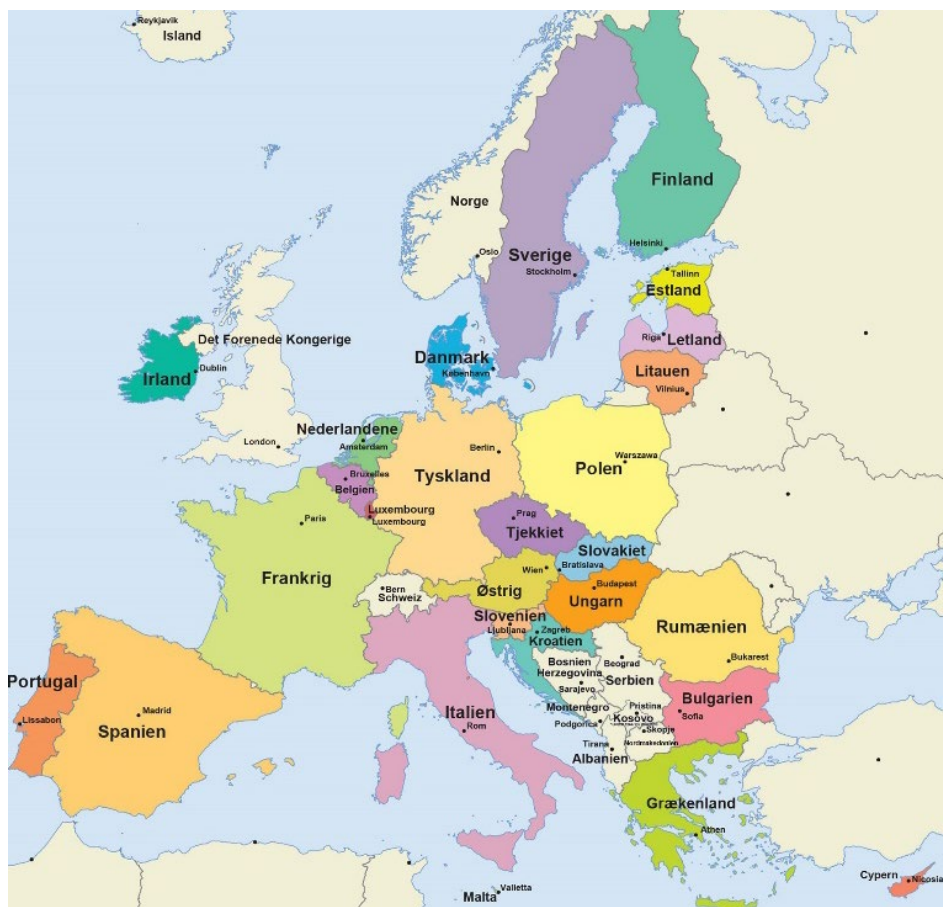 Reykjavik
Island
Finland
Norge
Helsinki
Oslo
Sverige
Stockholm
Tallinn
Estland
Det Forenede Kongerige
Riga
Letland
Danmark
København
Irland
Dublin
Litauen
Vilnius
Nederlandene
Amsterdam
London
Berlin
Warszawa
Polen
Tyskland
Bruxelles
Belgien
Luxembourg
Luxembourg
Paris
Prag
Tjekkiet
Slovakiet
Bratislava
Wien
Østrig
Budapest
Ungarn
Frankrig
Bern
Schweiz
Slovenien
Ljubljana
Zagreb
Kroatien
Rumænien
Bukarest
Bosnien
Herzegovina
Sarajevo
Beograd
Serbien
Portugal
Lissabon
Madrid
Spanien
Italien
Rom
Montenegro
Podgorica
Pristina
Kosovo
Skopje
Nordmakedonien
Bulgarien
Sofia
Tirana
Albanien
Grækenland
Athen
Cypern
Nicosia
Malta
Valletta